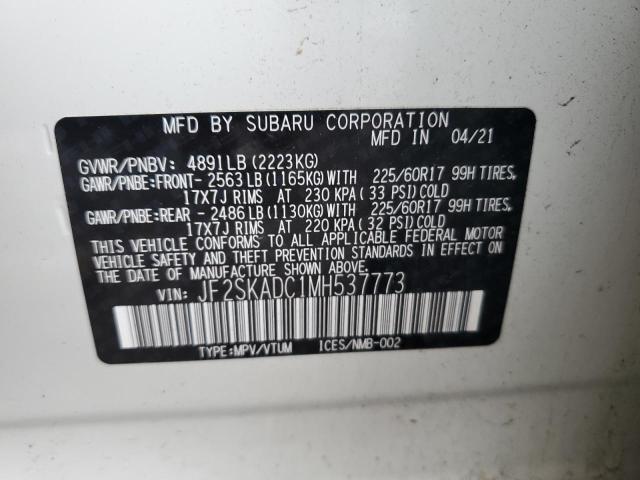 MFD BY SUBARU CORPORATION
MFD IN 04/21
GVWR/PNBV: 4891LB(2223KG)
GAWR/PNBE:FRONT- 2563LB(1165KG)WITH 225/60R17 99H TIRES,
17X7J RIMS AT 230 KPA(33 PSI)COLD
GAWR/PNBE:REAR - 2486LB(1130KG)WITH 225/60R17 99H TIRES,
17X7J RIMS AT 220 KPA(32 PSI)COLD
THIS VEHICLE CONFORMS TO ALL APPLICABLE FEDERAL MOTOR
VEHICLE SAFETY AND THEFT PREVENTION STANDARDS IN EFFECT ON
THE DATE OF MANUFACTURE SHOWN ABOVE.
VIN: JF2SKADC1MH537773
TYPE:MPV/VTUM ICES/NMB-002